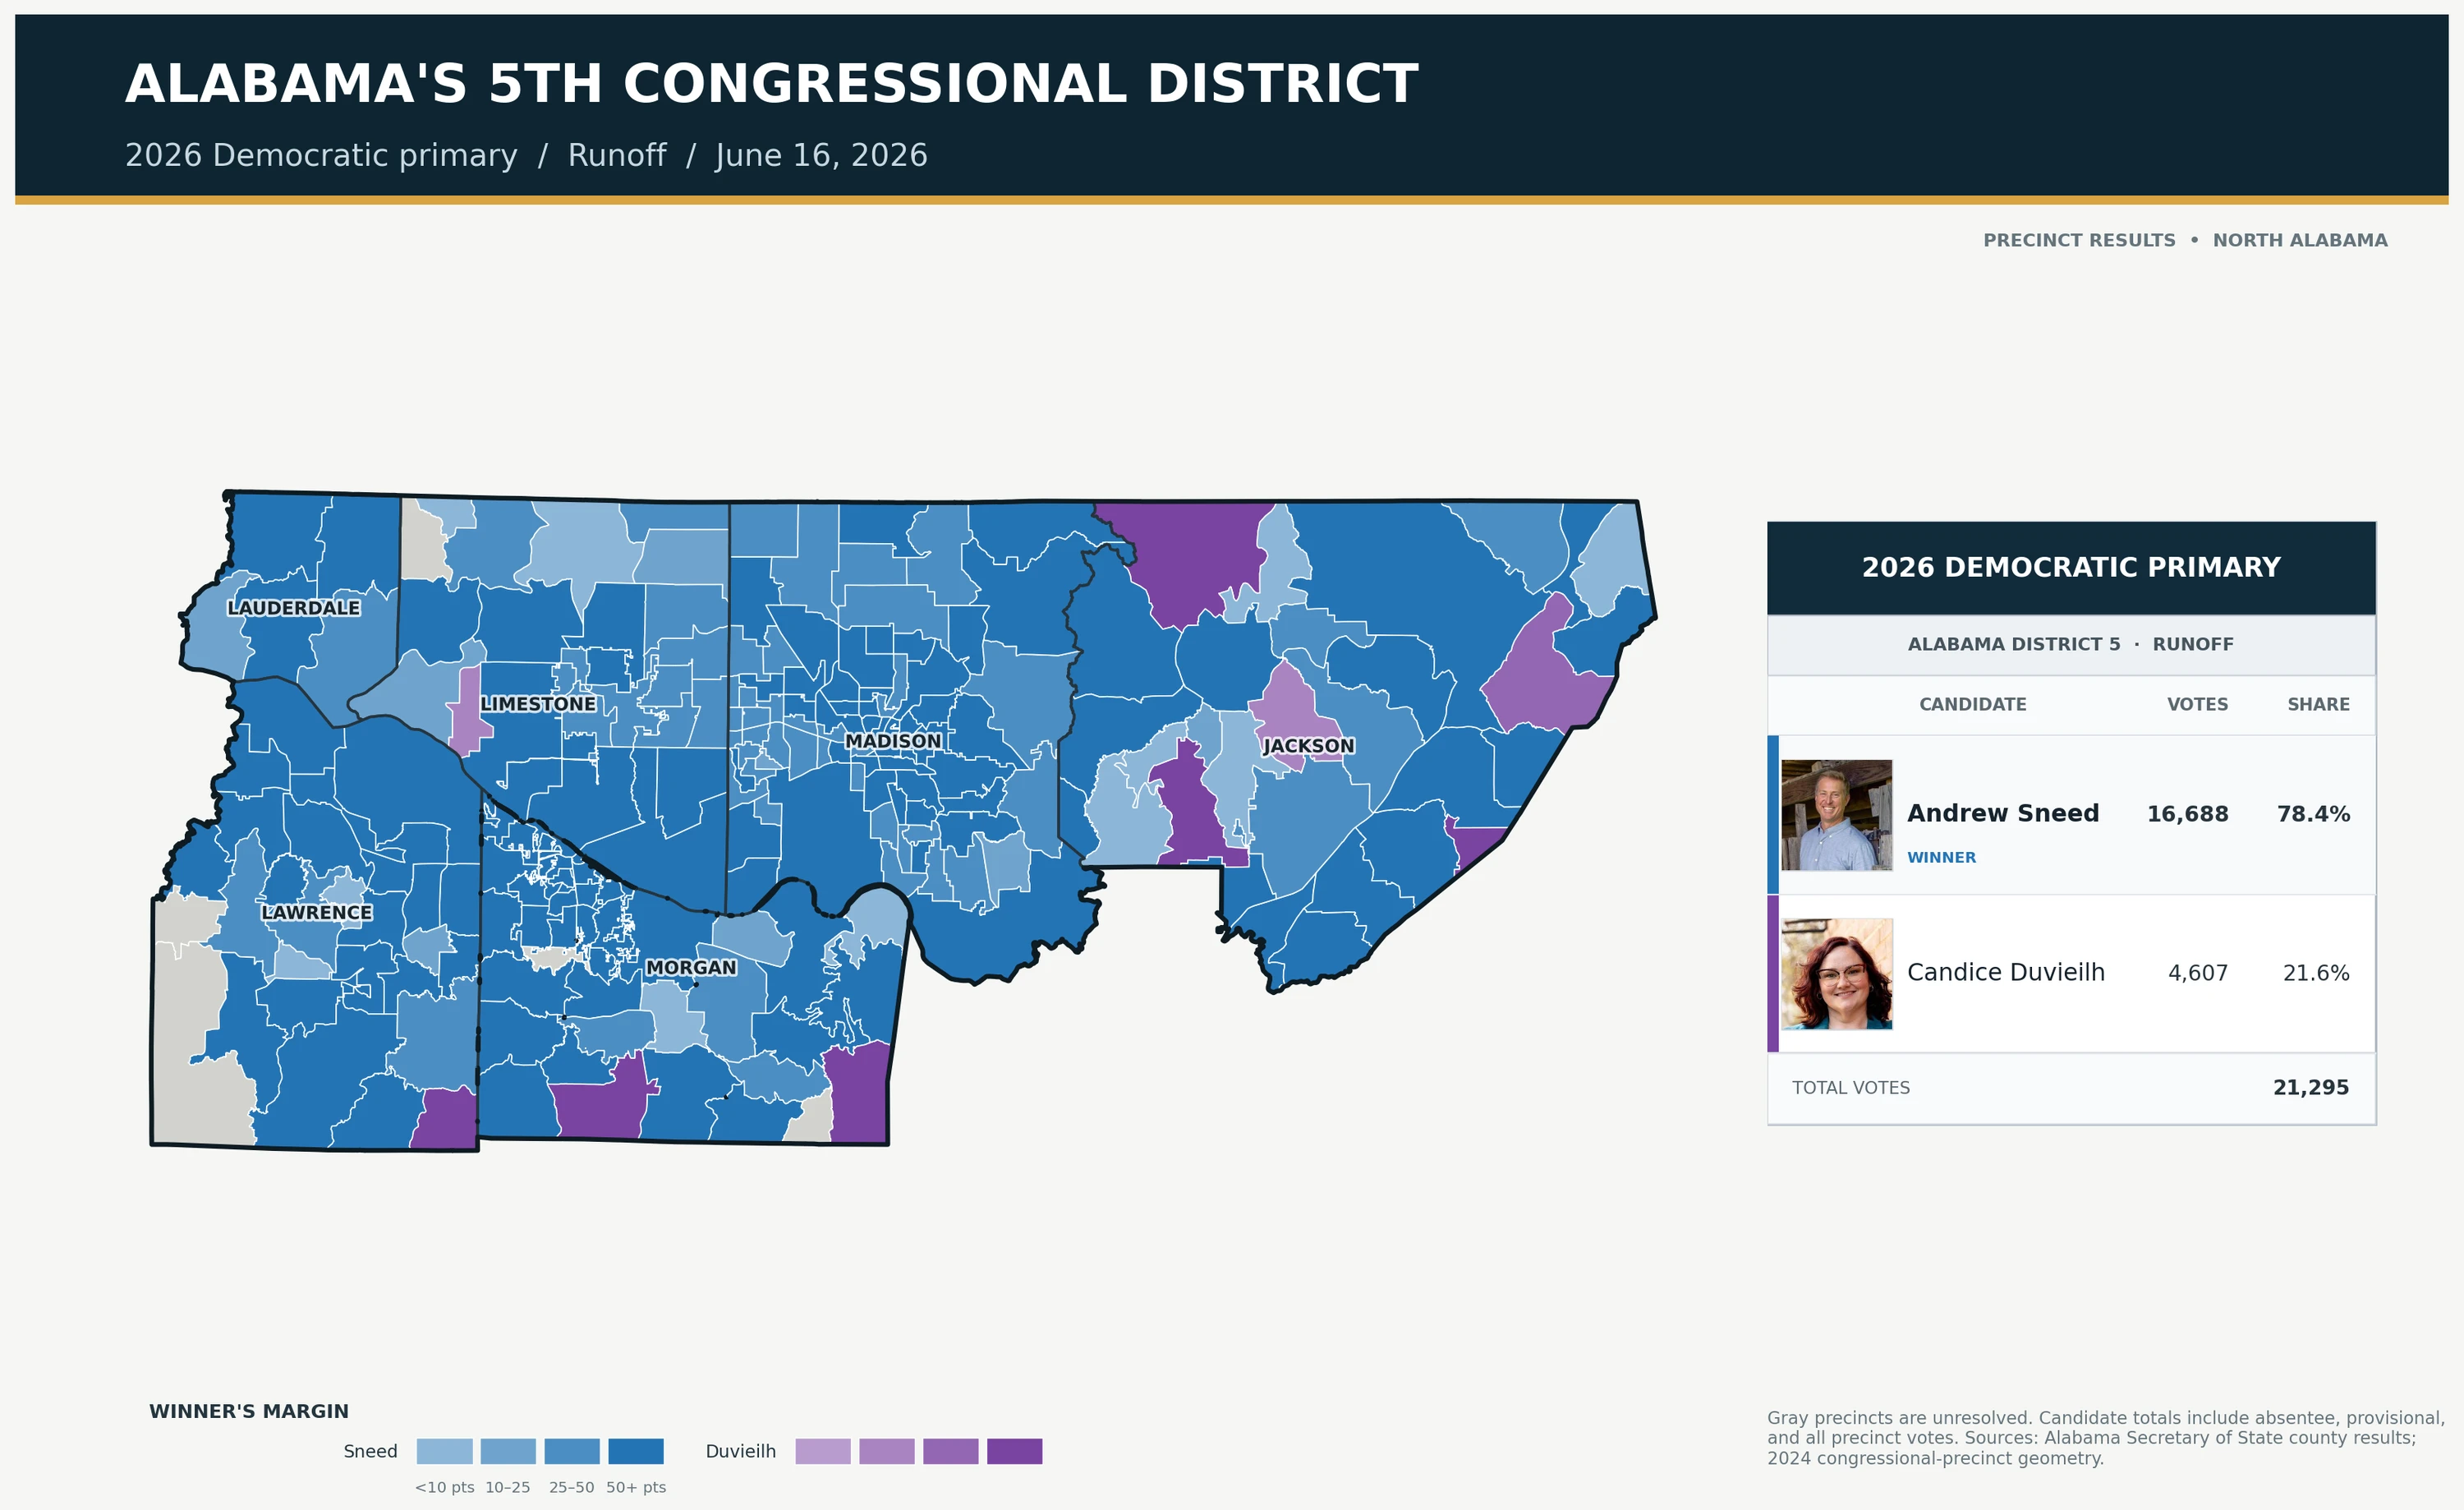 ALABAMA'S 5TH CONGRESSIONAL DISTRICT
2026 Democratic primary / Runoff / June 16, 2026
PRECINCT RESULTS • NORTH ALABAMA
LAUDERDALE
LIMESTONE
MADISON
JACKSON
LAWRENCE
MORGAN
2026 DEMOCRATIC PRIMARY
ALABAMA DISTRICT 5 · RUNOFF
CANDIDATE VOTES SHARE
Andrew Sneed 16,688 78.4%
WINNER
Candice Duvieilh 4,607 21.6%
TOTAL VOTES 21,295
WINNER'S MARGIN
Sneed Duvieilh
<10 pts 10–25 25–50 50+ pts
Gray precincts are unresolved. Candidate totals include absentee, provisional,
and all precinct votes. Sources: Alabama Secretary of State county results;
2024 congressional-precinct geometry.